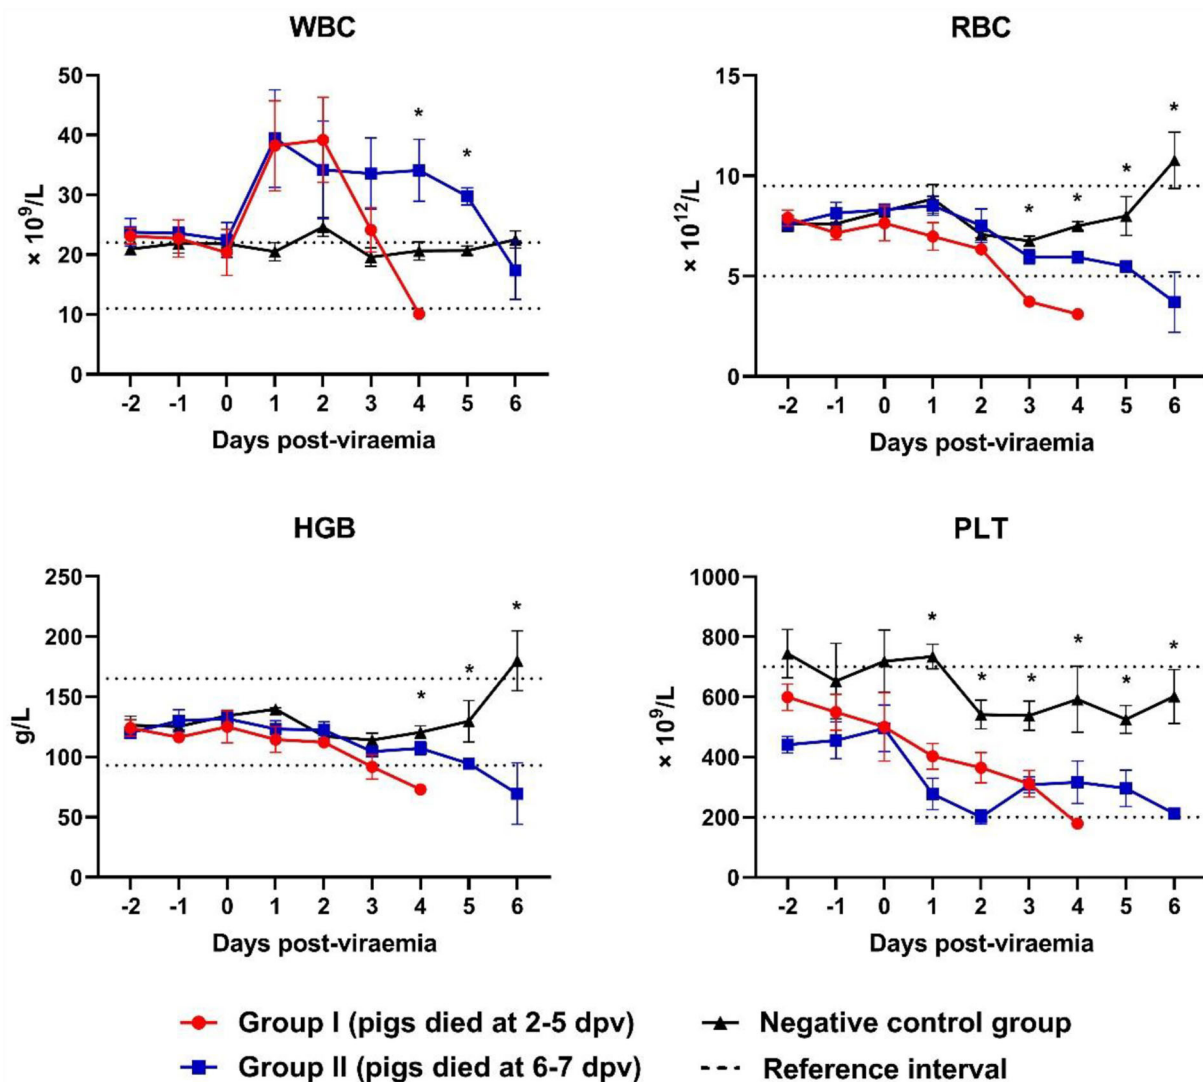 WBC
50
40
30
20
10
0
× 10⁹/L
* *
-2 -1 0 1 2 3 4 5 6
Days post-viraemia
RBC
15
10
5
0
× 10¹²/L
* * * *
-2 -1 0 1 2 3 4 5 6
Days post-viraemia
HGB
250
200
150
100
50
0
g/L
* * *
-2 -1 0 1 2 3 4 5 6
Days post-viraemia
PLT
1000
800
600
400
200
0
× 10⁹/L
* * * * * *
-2 -1 0 1 2 3 4 5 6
Days post-viraemia
Group I (pigs died at 2-5 dpv)
Group II (pigs died at 6-7 dpv)
Negative control group
Reference interval